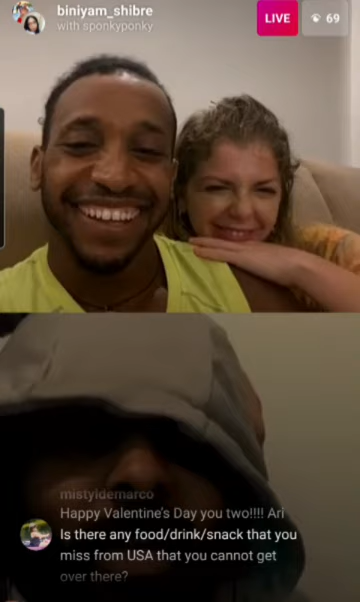 biniyam_shibre
with sponkyponky
LIVE
69
mistyldemarco
Happy Valentine's Day you two!!!! Ari
Is there any food/drink/snack that you
miss from USA that you cannot get
over there?